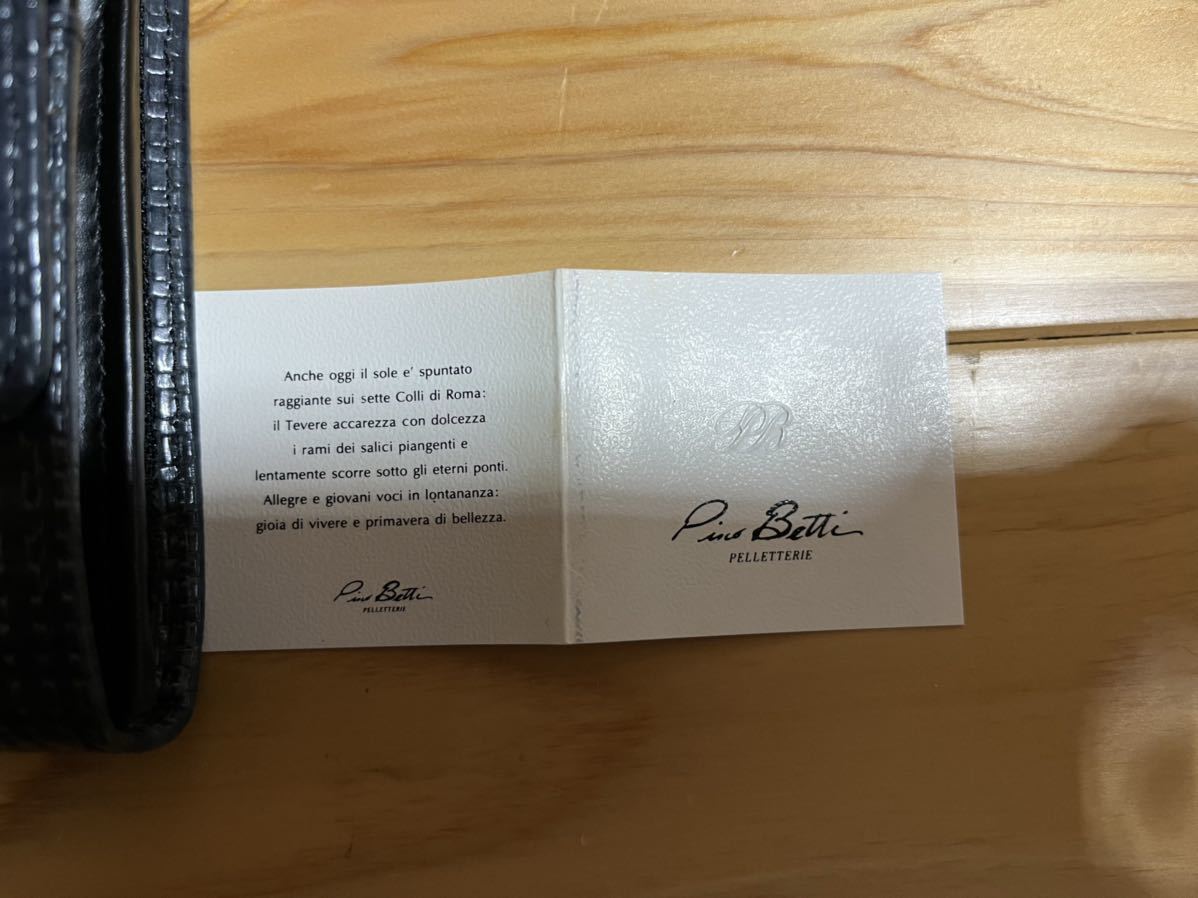 Anche oggi il sole e' spuntato
raggiante sui sette Colli di Roma:
il Tevere accarezza con dolcezza
i rami dei salici piangenti e
lentamente scorre sotto gli eterni ponti.
Allegre e giovani voci in lontananza:
gioia di vivere e primavera di bellezza.
Pino Betti
PELLETTERIE
PB
Pino Betti
PELLETTERIE